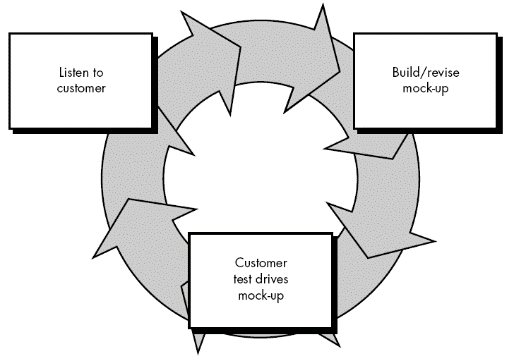 Listen to
customer
Build/revise
mock-up
Customer
test drives
mock-up